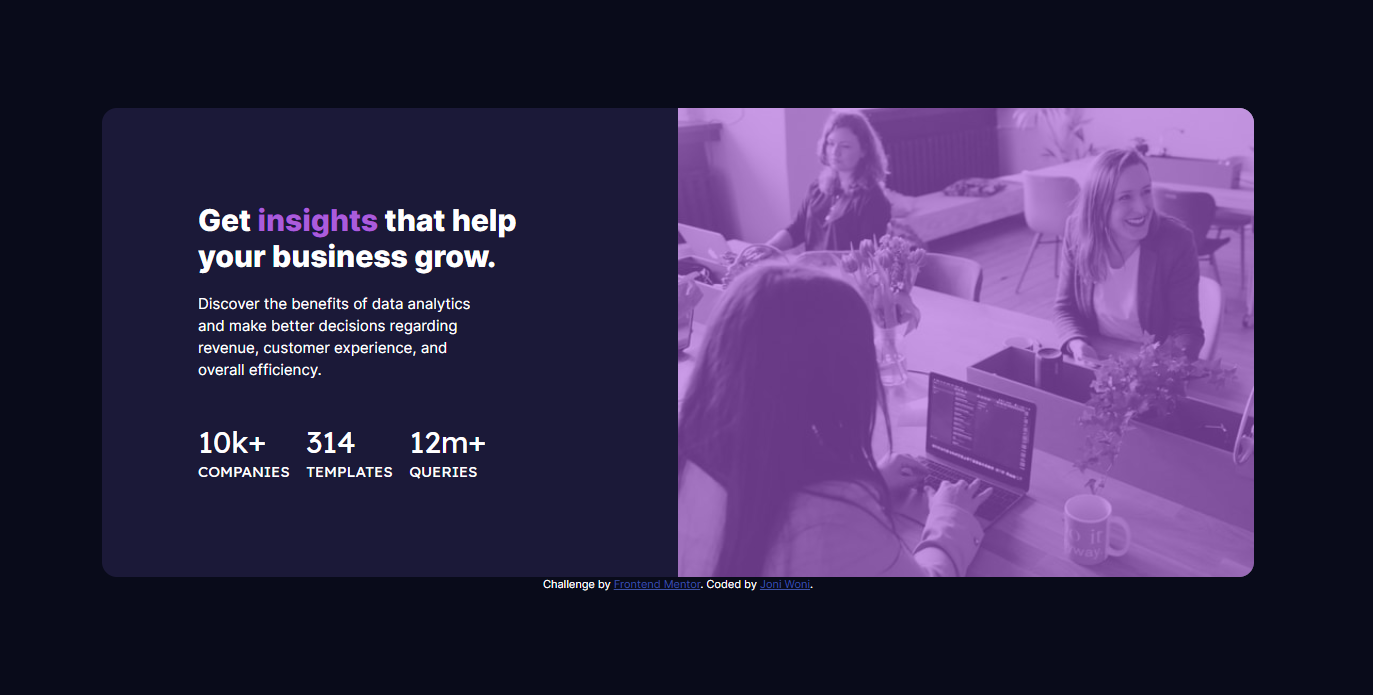 Get insights that help
your business grow.
Discover the benefits of data analytics
and make better decisions regarding
revenue, customer experience, and
overall efficiency.
10k+ 314 12m+
COMPANIES TEMPLATES QUERIES
Challenge by Frontend Mentor. Coded by Joni Woni.